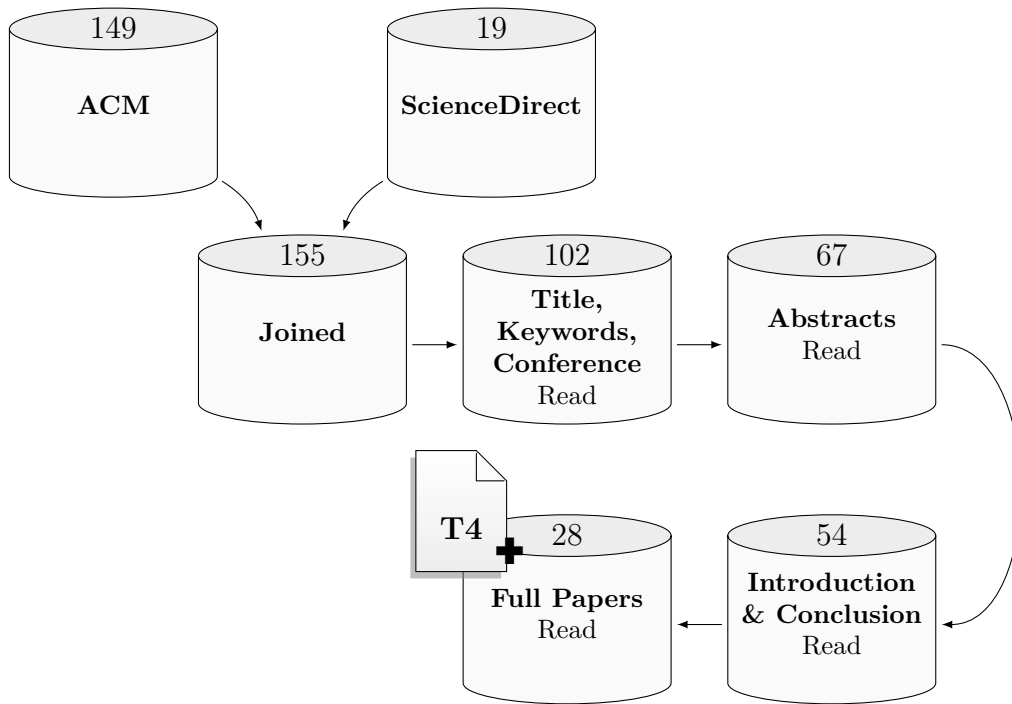 149
ACM
19
ScienceDirect
155
Joined
102
Title,
Keywords,
Conference
Read
67
Abstracts
Read
T4
28
Full Papers
Read
54
Introduction
& Conclusion
Read